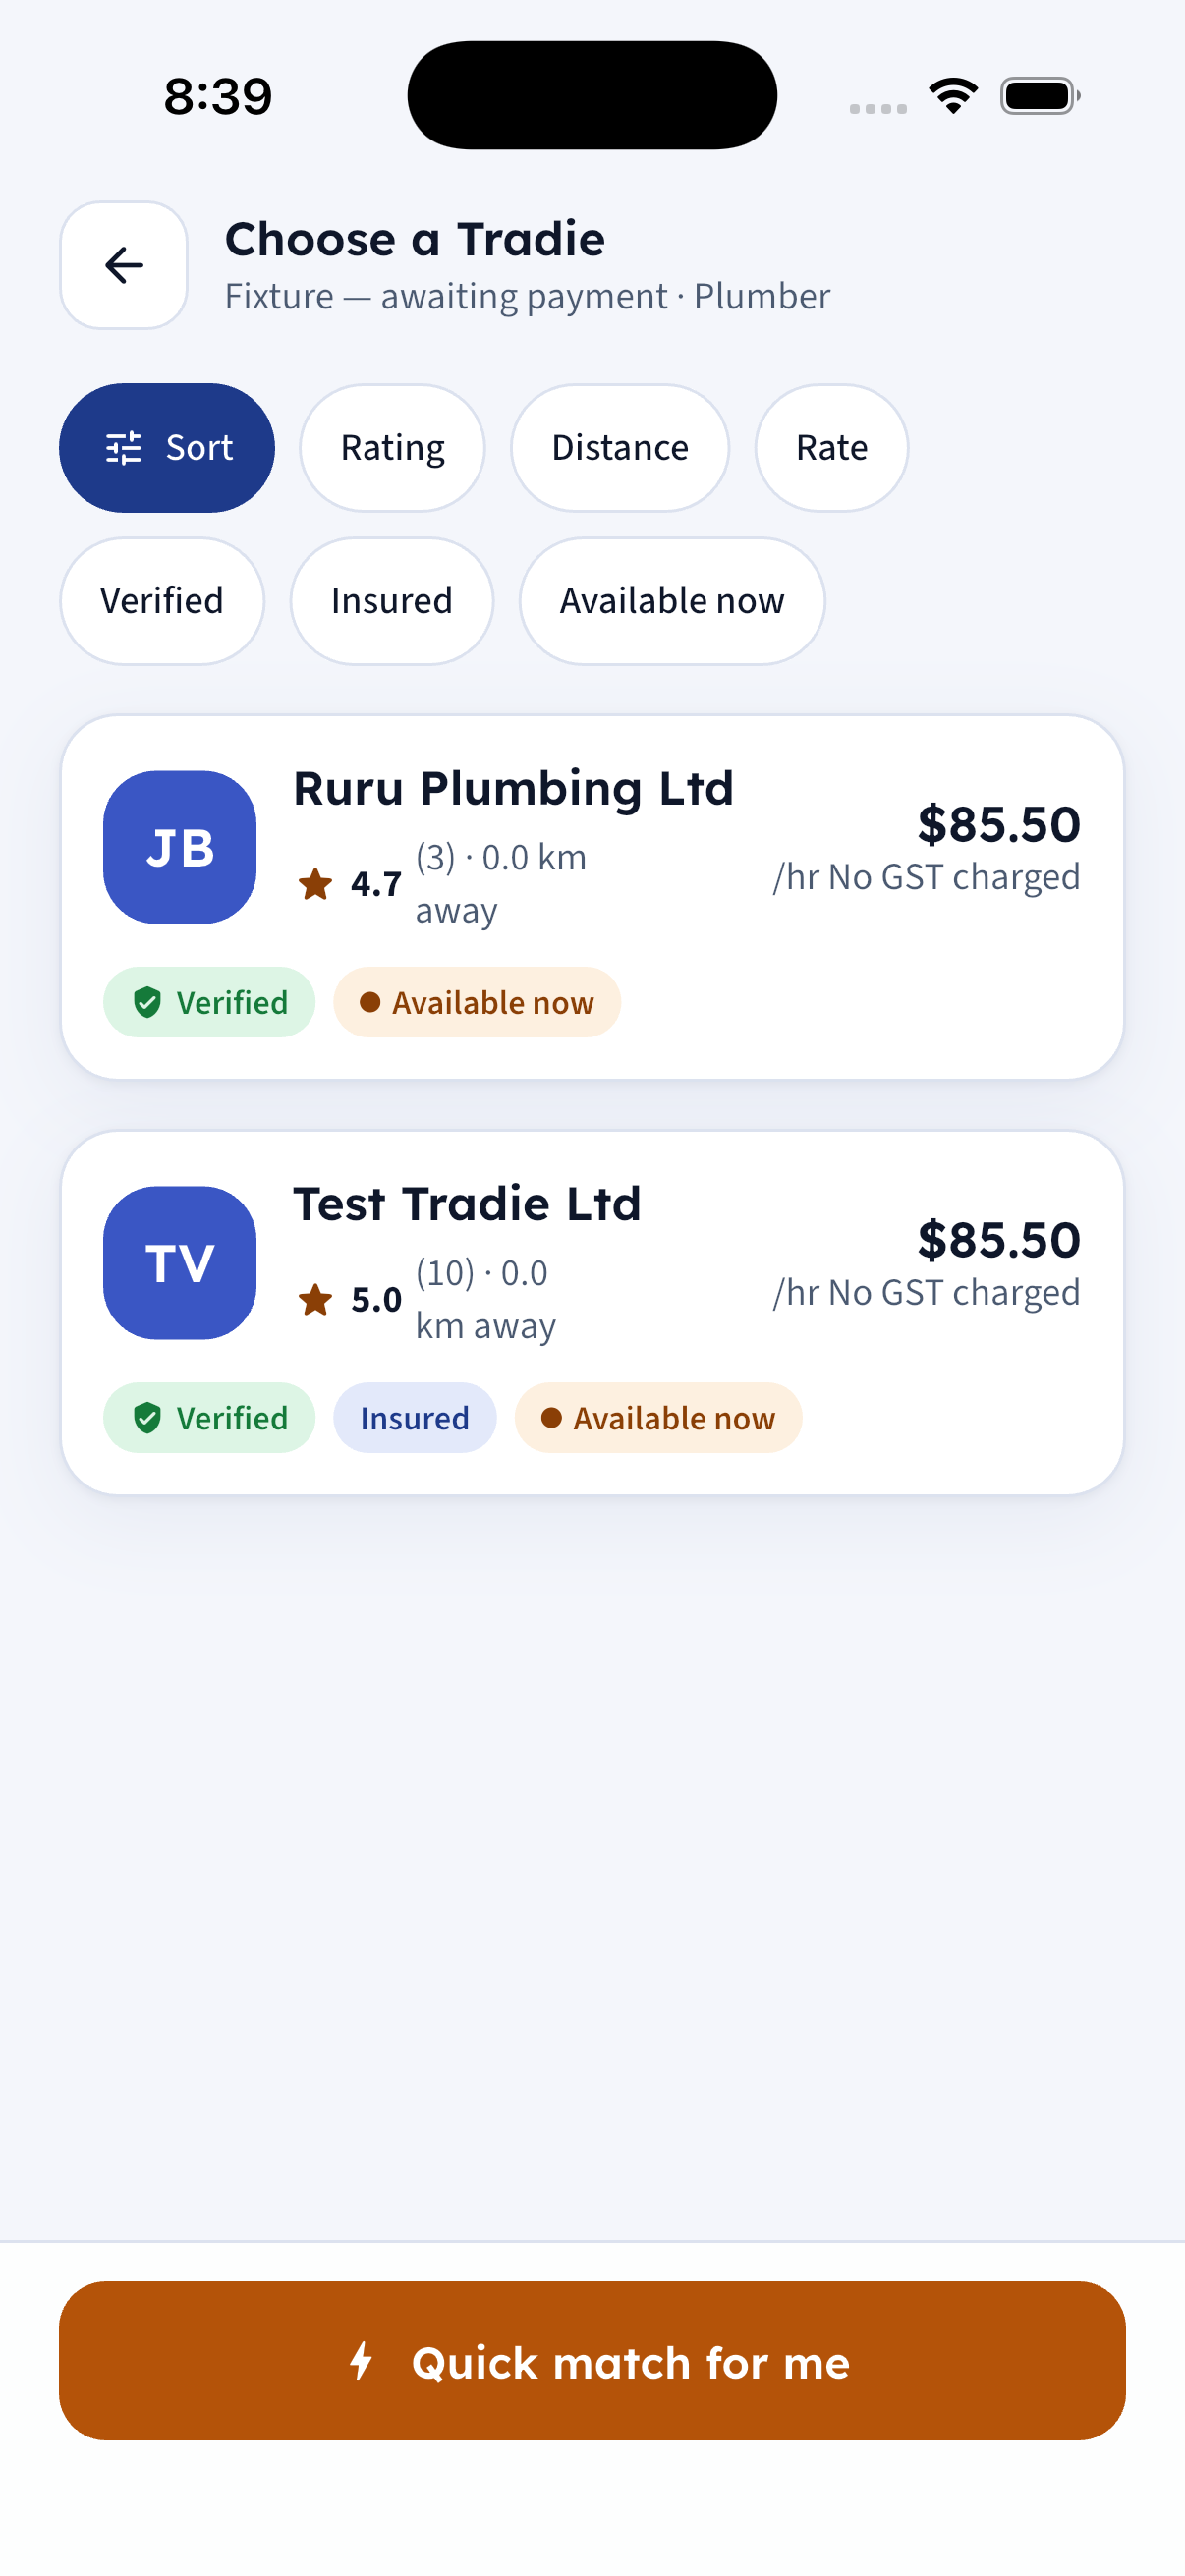 8:39
Choose a Tradie
Fixture — awaiting payment · Plumber
Sort
Rating
Distance
Rate
Verified
Insured
Available now
JB
Ruru Plumbing Ltd
4.7
(3) · 0.0 km
away
$85.50
/hr No GST charged
Verified
Available now
TV
Test Tradie Ltd
5.0
(10) · 0.0
km away
$85.50
/hr No GST charged
Verified
Insured
Available now
Quick match for me